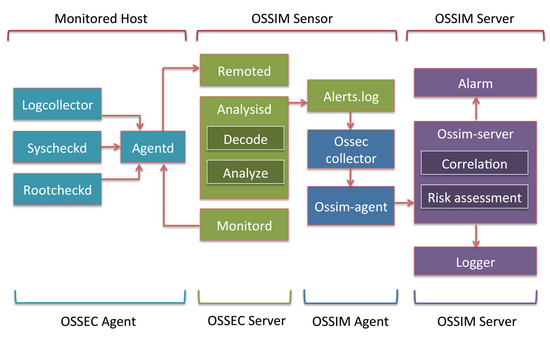 Monitored Host
OSSIM Sensor
OSSIM Server
Logcollector
Syscheckd
Rootcheckd
Agentd
Remoted
Analysisd
Decode
Analyze
Monitord
Alerts.log
Ossec
collector
Ossim-agent
Alarm
Ossim-server
Correlation
Risk assessment
Logger
OSSEC Agent
OSSEC Server
OSSIM Agent
OSSIM Server